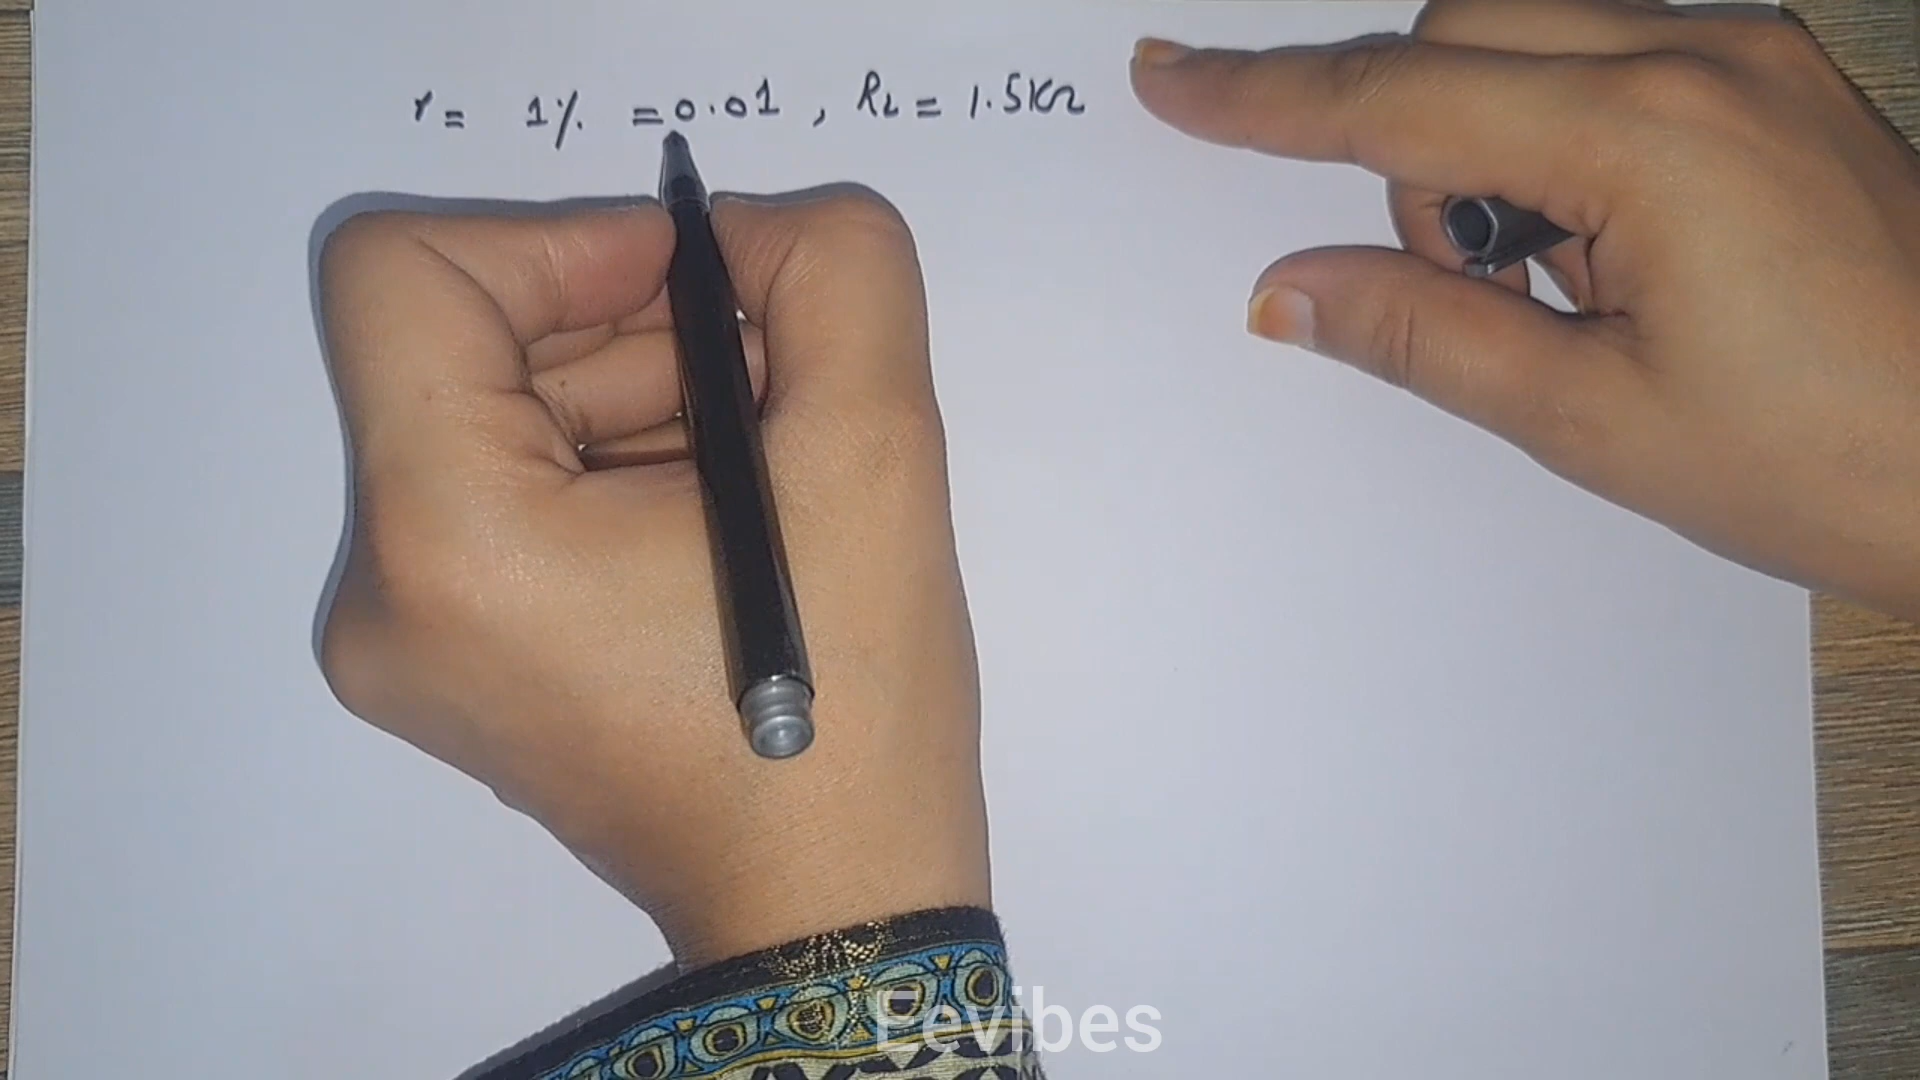 r = 1% = 0.01 , RL = 1.5KΩ
Eevibes